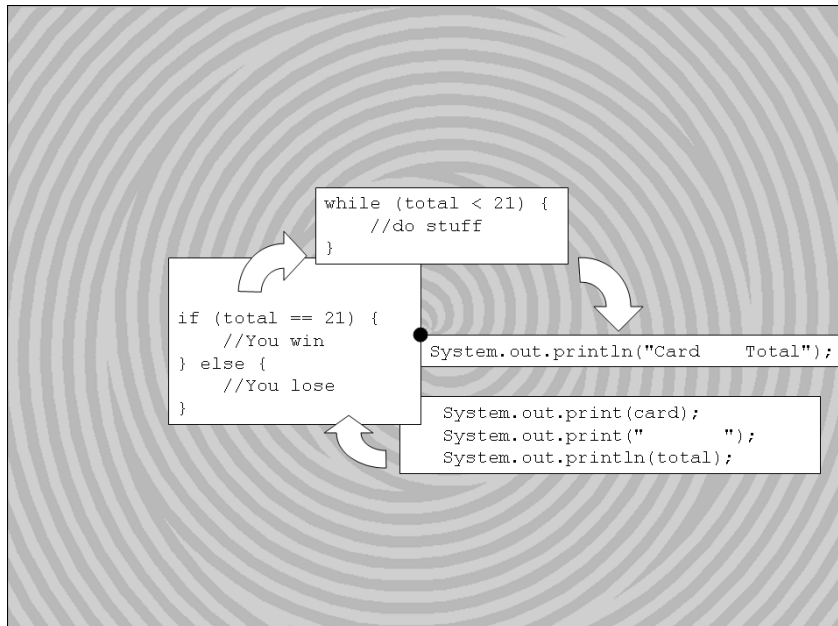 while (total < 21) {
    //do stuff
}
if (total == 21) {
    //You win
} else {
    //You lose
}
System.out.println("Card    Total");
System.out.print(card);
System.out.print("       ");
System.out.println(total);